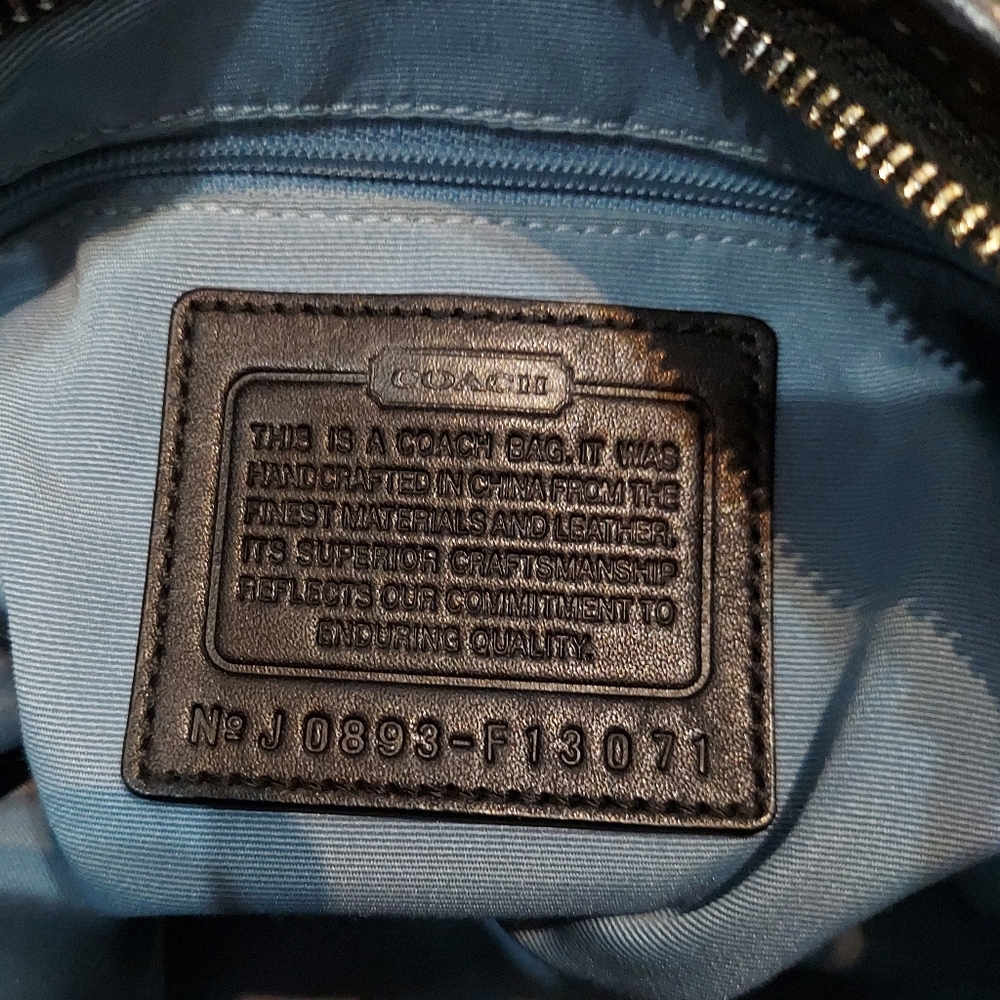 COACH
THIS IS A COACH BAG. IT WAS
HANDCRAFTED IN CHINA FROM THE
FINEST MATERIALS AND LEATHER.
ITS SUPERIOR CRAFTSMANSHIP
REFLECTS OUR COMMITMENT TO
ENDURING QUALITY.
Nº J0893-F13071